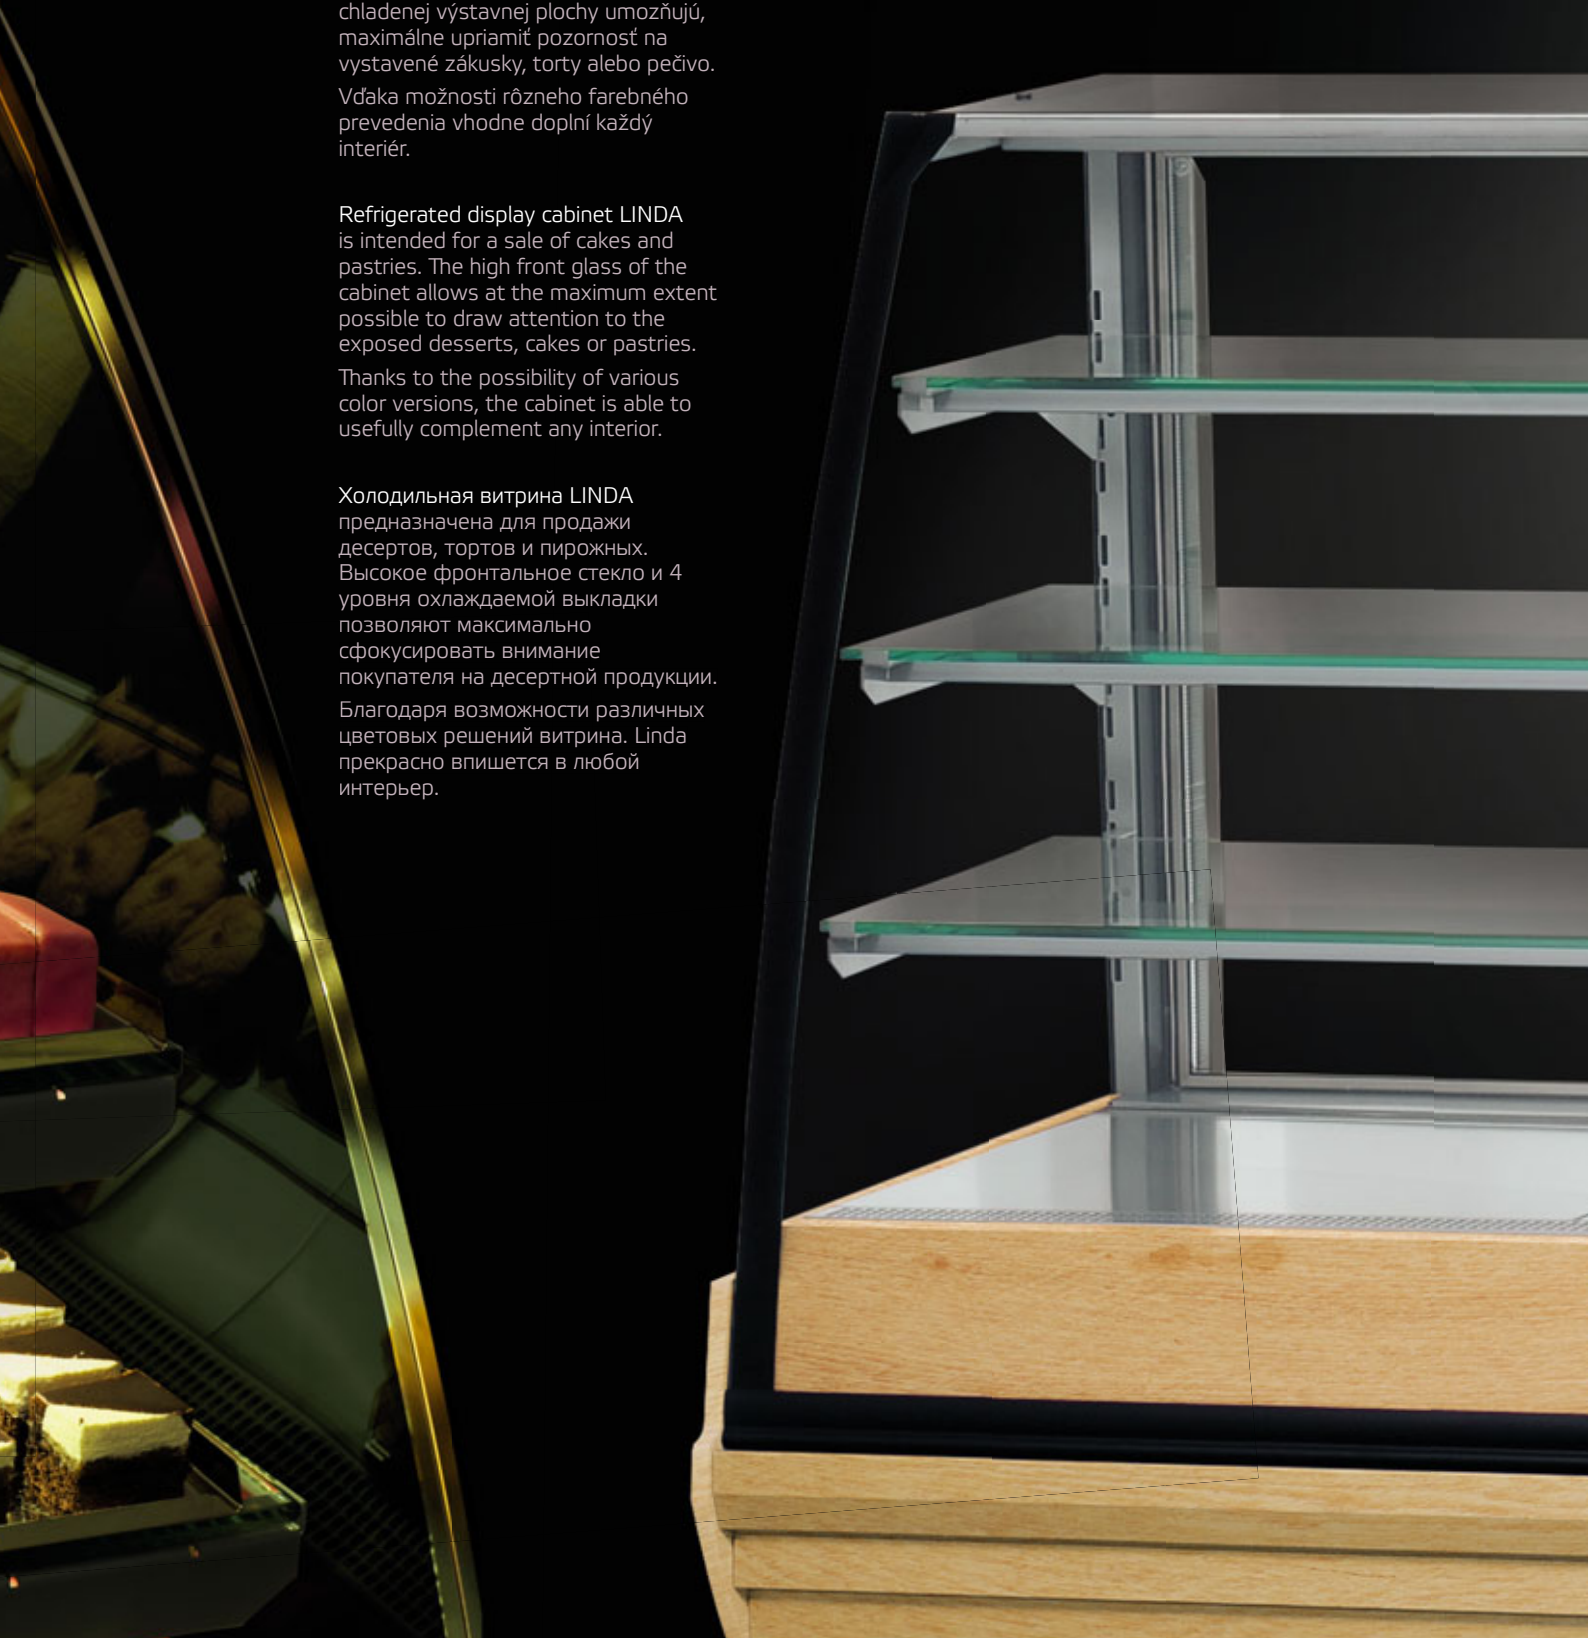 chladenej výstavnej plochy umozňujú,
maximálne upriamiť pozornosť na
vystavené zákusky, torty alebo pečivo.
Vďaka možnosti rôzneho farebného
prevedenia vhodne doplní každý
interiér.
Refrigerated display cabinet LINDA
is intended for a sale of cakes and
pastries. The high front glass of the
cabinet allows at the maximum extent
possible to draw attention to the
exposed desserts, cakes or pastries.
Thanks to the possibility of various
color versions, the cabinet is able to
usefully complement any interior.
Холодильная витрина LINDA
предназначена для продажи
десертов, тортов и пирожных.
Высокое фронтальное стекло и 4
уровня охлаждаемой выкладки
позволяют максимально
сфокусировать внимание
покупателя на десертной продукции.
Благодаря возможности различных
цветовых решений витрина. Linda
прекрасно впишется в любой
интерьер.